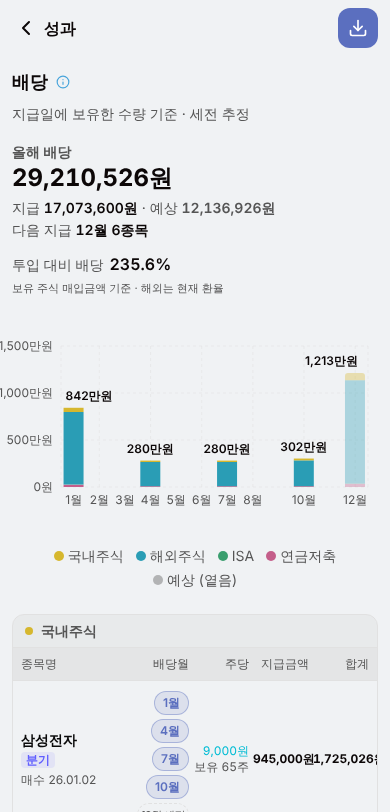 성과
배당
지급일에 보유한 수량 기준 · 세전 추정
올해 배당
29,210,526원
지급 17,073,600원 · 예상 12,136,926원
다음 지급 12월 6종목
투입 대비 배당 235.6%
보유 주식 매입금액 기준 · 해외는 현재 환율
1,500만원
1,213만원
1,000만원
842만원
500만원
280만원
280만원
302만원
0원
1월 2월 3월 4월 5월 6월 7월 8월 10월 12월
국내주식 해외주식 ISA 연금저축
예상 (옅음)
국내주식
종목명 배당월 주당 지급금액 합계
1월
4월
삼성전자
분기
매수 26.01.02
7월
10월
9,000원
보유 65주
945,000원
1,725,026원